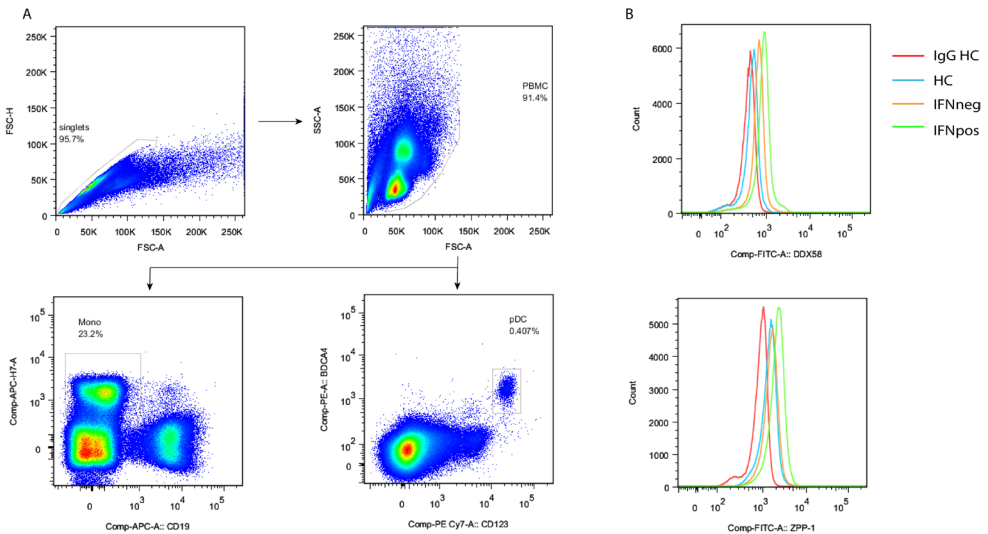 A
250K
200K
150K
100K
50K
0
FSC-H
singlets
95.7%
0 50K 100K 150K 200K 250K
FSC-A
250K
200K
150K
100K
50K
0
SSC-A
PBMC
91.4%
0 50K 100K 150K 200K 250K
FSC-A
10^5
10^4
10^3
0
Comp-APC-H7-A
Mono
23.2%
0 10^3 10^4 10^5
Comp-APC-A:: CD19
10^5
10^4
10^3
10^2
0
Comp-PE-A:: BDCA4
pDC
0.407%
0 10^3 10^4 10^5
Comp-PE Cy7-A:: CD123
B
6000
4000
2000
0
Count
0 10^2 10^3 10^4 10^5
Comp-FITC-A:: DDX58
IgG HC
HC
IFNneg
IFNpos
5000
4000
3000
2000
1000
0
Count
0 10^2 10^3 10^4 10^5
Comp-FITC-A:: ZPP-1